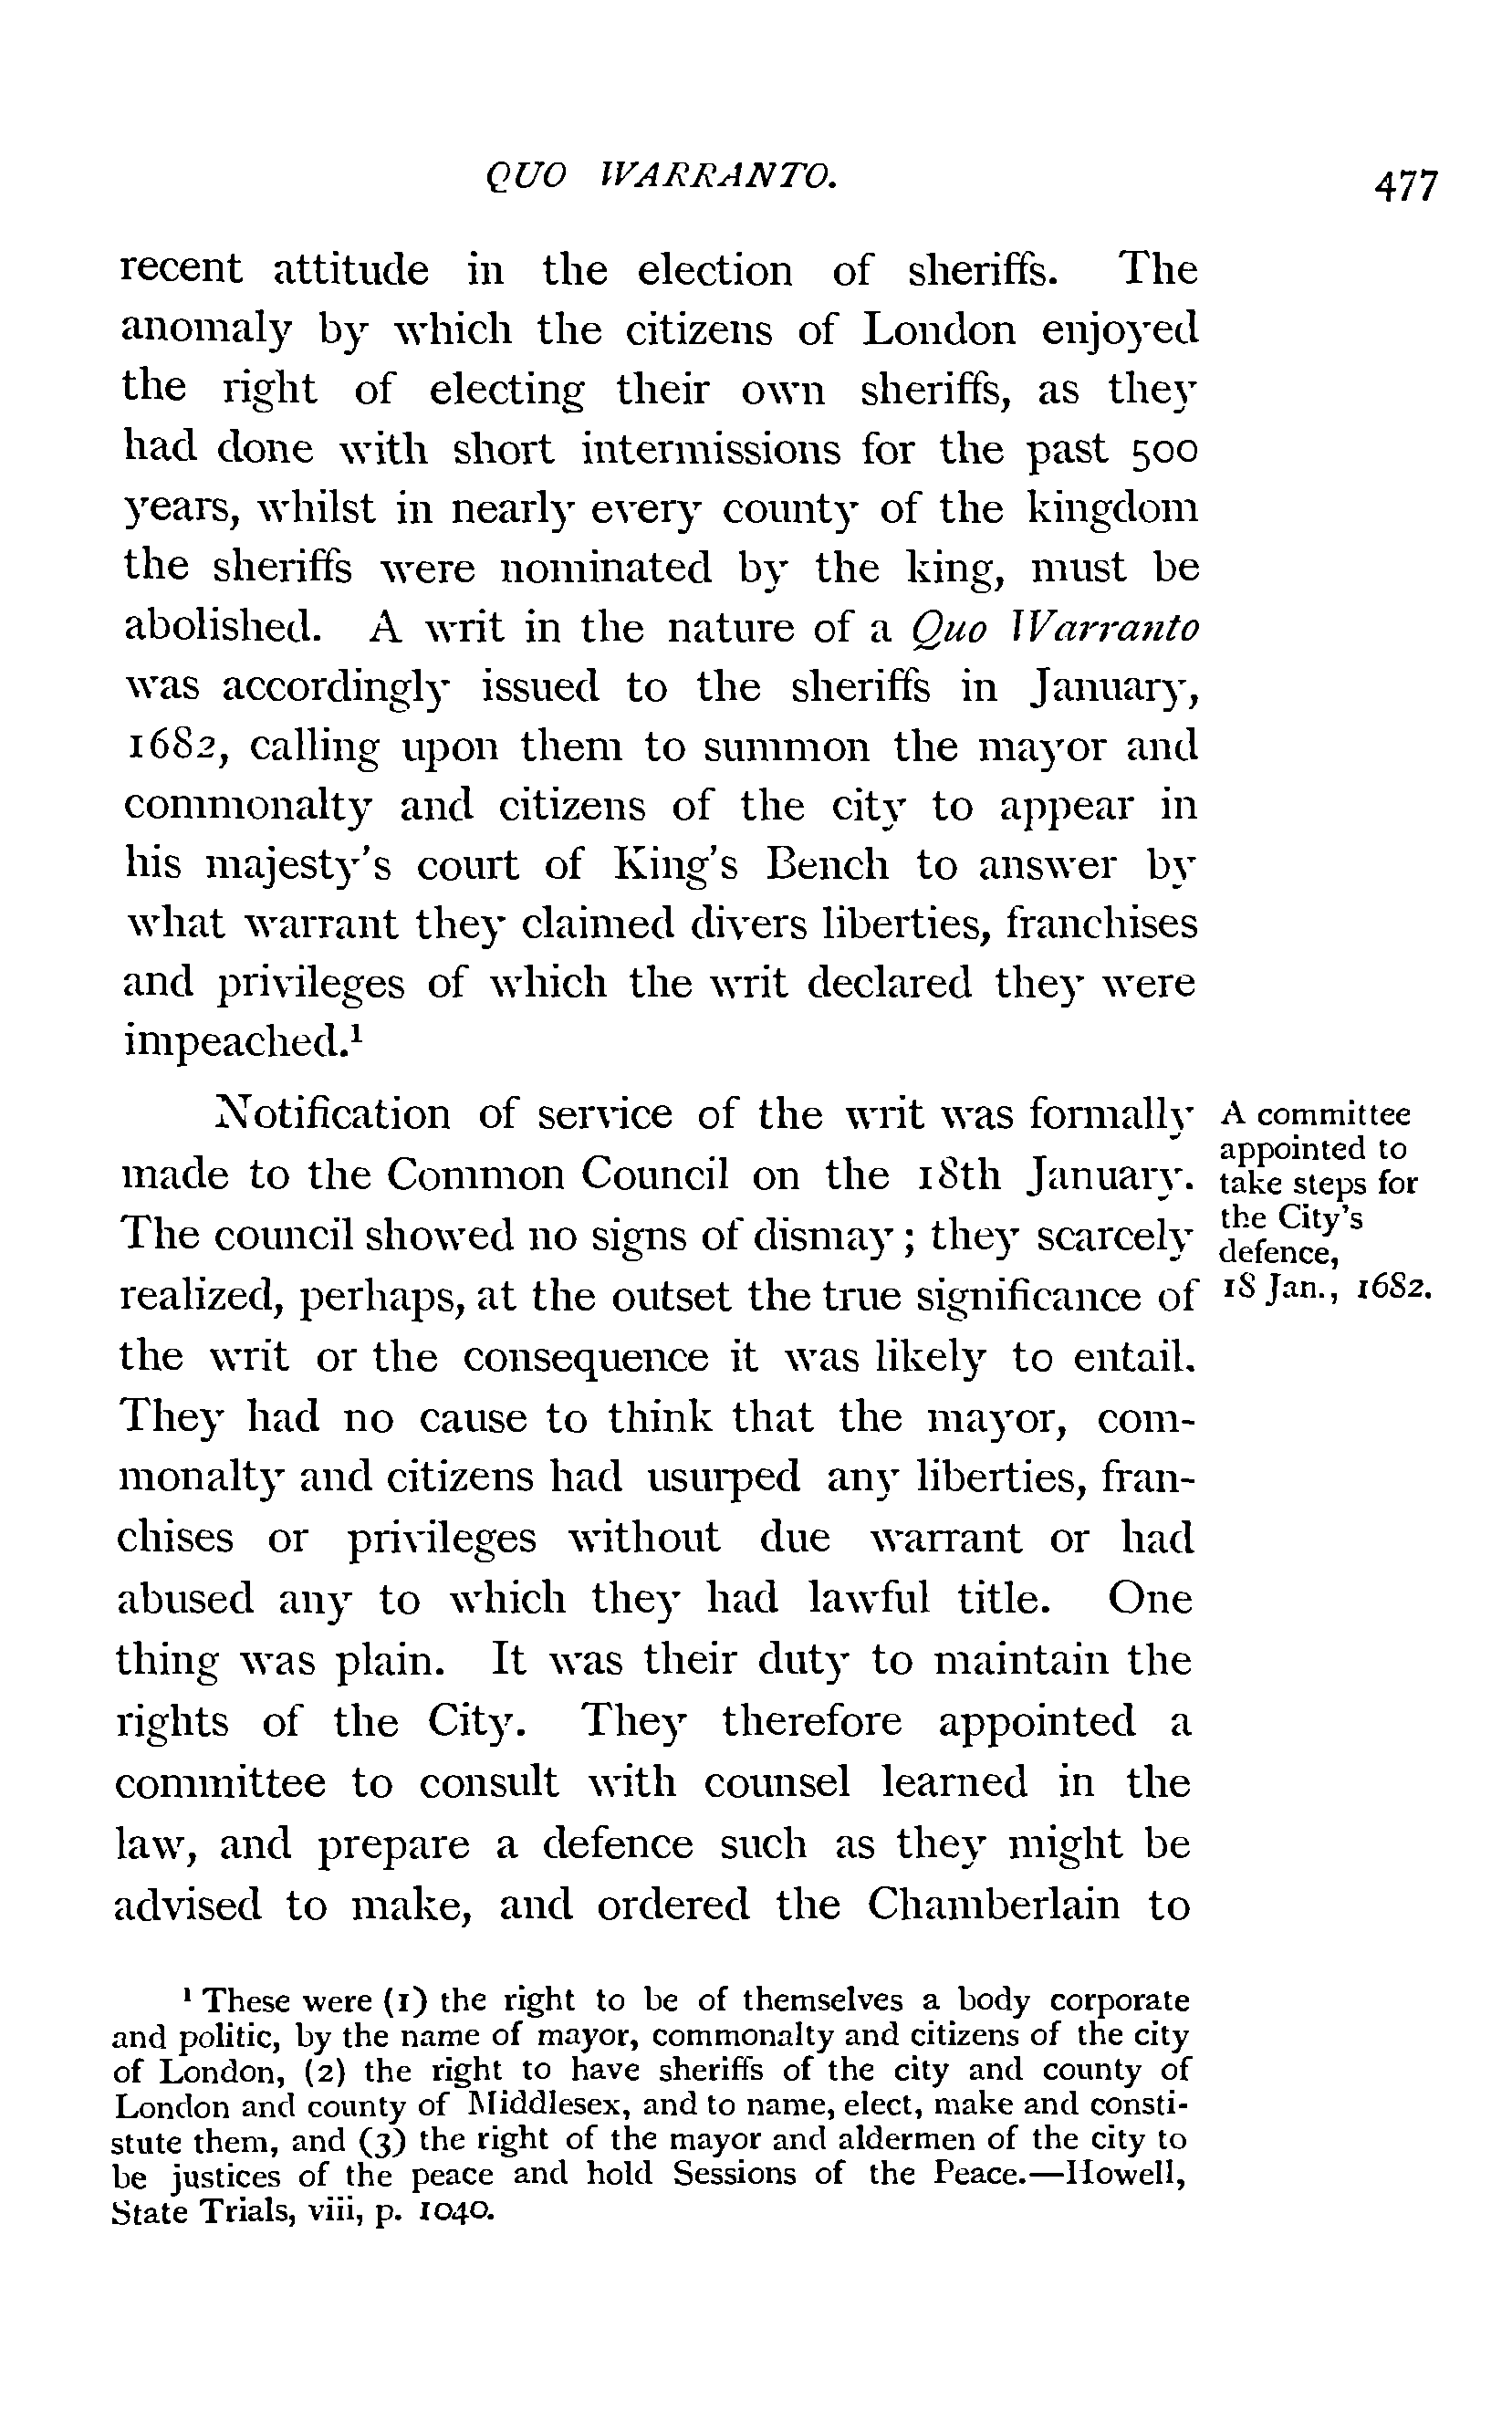 QUO WARRANTO.
477
recent attitude in the election of sheriffs. The
anomaly by which the citizens of London enjoyed
the right of electing their own sheriffs, as they
had done with short intermissions for the past 500
years, whilst in nearly every county of the kingdom
the sheriffs were nominated by the king, must be
abolished. A writ in the nature of a Quo Warranto
was accordingly issued to the sheriffs in January,
1682, calling upon them to summon the mayor and
commonalty and citizens of the city to appear in
his majesty's court of King's Bench to answer by
what warrant they claimed divers liberties, franchises
and privileges of which the writ declared they were
impeached.¹
Notification of service of the writ was formally
made to the Common Council on the 18th January.
The council showed no signs of dismay; they scarcely
realized, perhaps, at the outset the true significance of
the writ or the consequence it was likely to entail.
They had no cause to think that the mayor, com-
monalty and citizens had usurped any liberties, fran-
chises or privileges without due warrant or had
abused any to which they had lawful title. One
thing was plain. It was their duty to maintain the
rights of the City. They therefore appointed a
committee to consult with counsel learned in the
law, and prepare a defence such as they might be
advised to make, and ordered the Chamberlain to
A committee
appointed to
take steps for
the City's
defence,
18 Jan., 1682.
¹ These were (1) the right to be of themselves a body corporate
and politic, by the name of mayor, commonalty and citizens of the city
of London, (2) the right to have sheriffs of the city and county of
London and county of Middlesex, and to name, elect, make and consti-
stute them, and (3) the right of the mayor and aldermen of the city to
be justices of the peace and hold Sessions of the Peace.—Howell,
State Trials, viii, p. 1040.